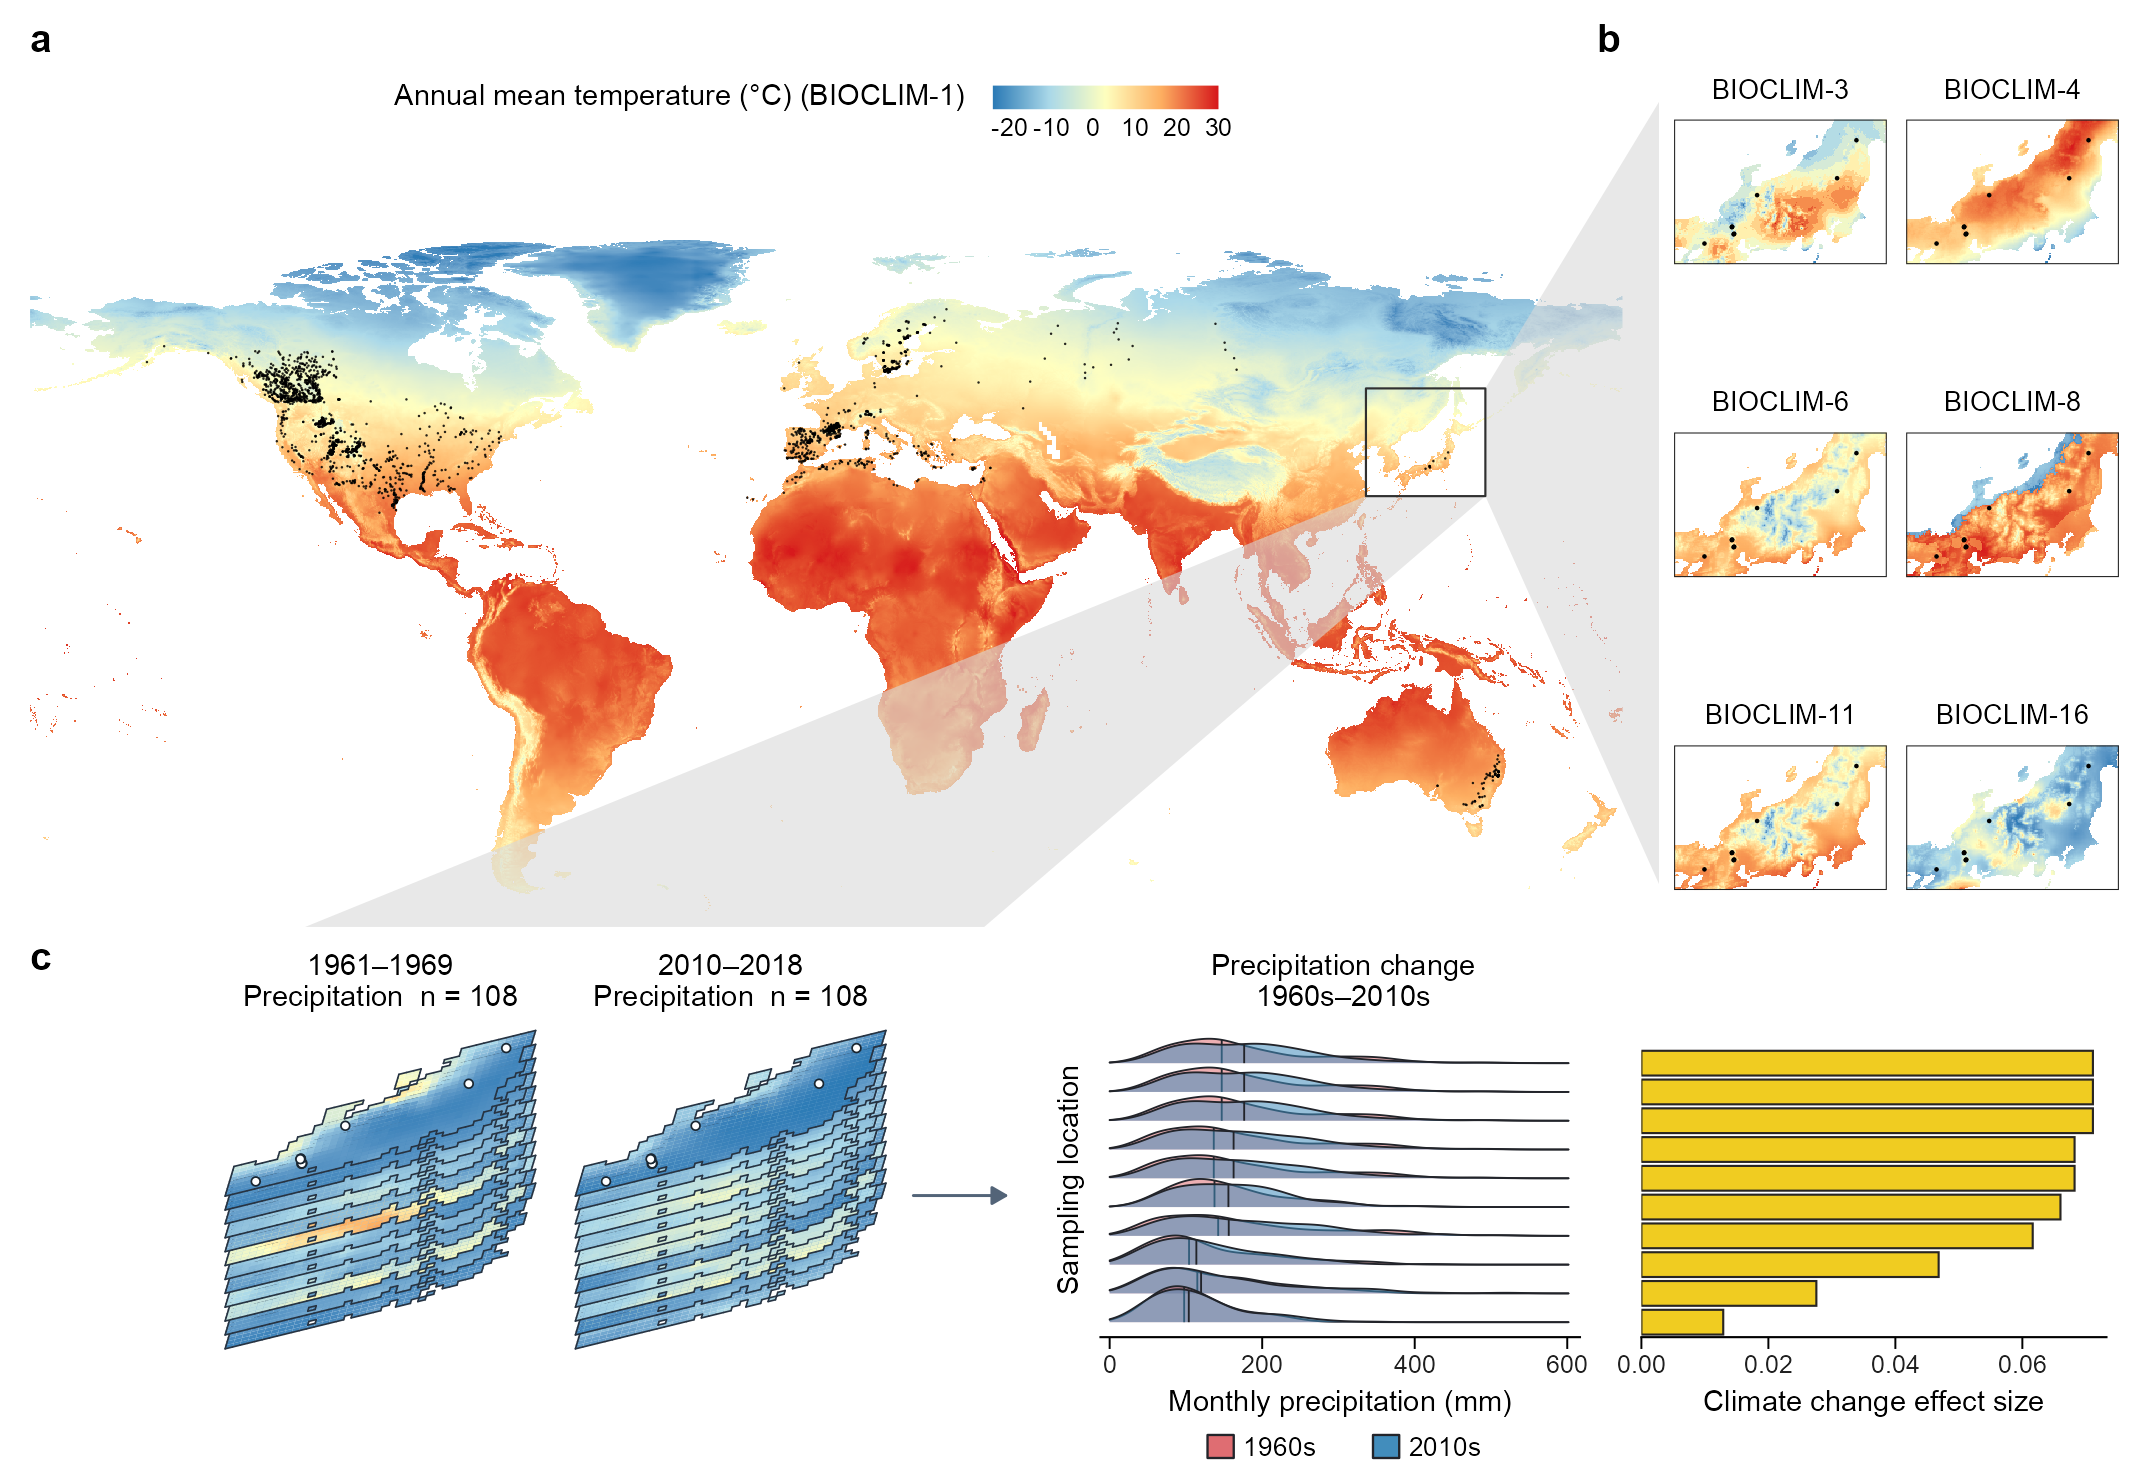 a
Annual mean temperature (°C) (BIOCLIM-1)
-20 -10 0 10 20 30
b
BIOCLIM-3
BIOCLIM-4
BIOCLIM-6
BIOCLIM-8
BIOCLIM-11
BIOCLIM-16
c
1961–1969
Precipitation n = 108
2010–2018
Precipitation n = 108
Precipitation change
1960s–2010s
Sampling location
0 200 400 600
Monthly precipitation (mm)
1960s 2010s
0.00 0.02 0.04 0.06
Climate change effect size